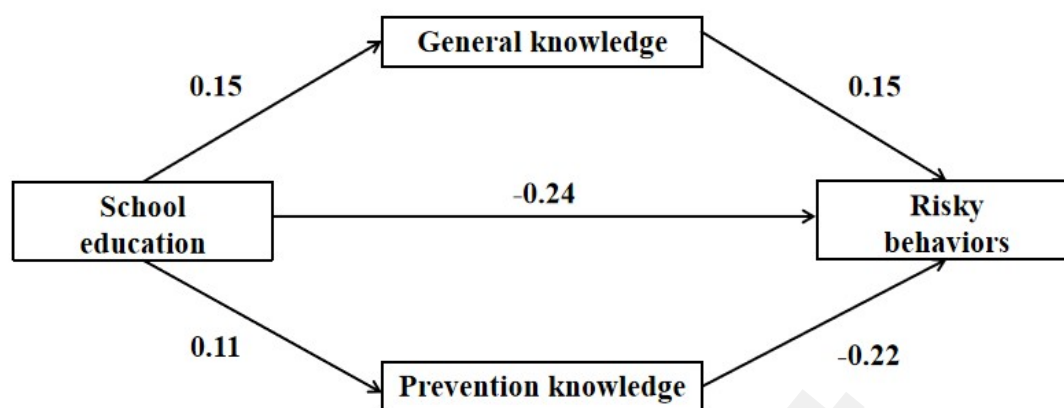 General knowledge
0.15
0.15
School
education
-0.24
Risky
behaviors
0.11
-0.22
Prevention knowledge